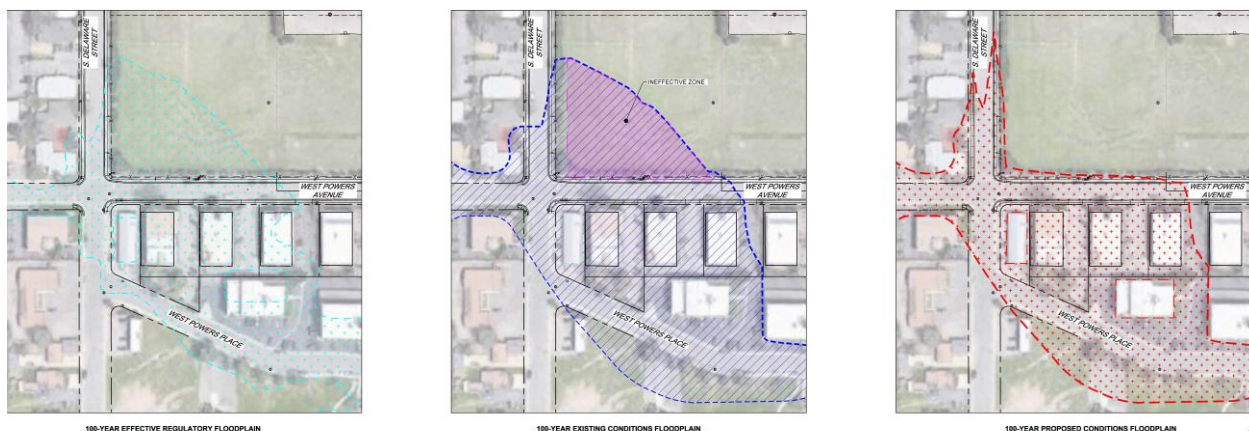 S. DELAWARE
STREET
WEST POWERS
AVENUE
WEST POWERS PLACE
100-YEAR EFFECTIVE REGULATORY FLOODPLAIN
S. DELAWARE
STREET
INEFFECTIVE ZONE
WEST POWERS
AVENUE
WEST POWERS PLACE
100-YEAR EXISTING CONDITIONS FLOODPLAIN
S. DELAWARE
STREET
WEST POWERS
AVENUE
WEST POWERS PLACE
100-YEAR PROPOSED CONDITIONS FLOODPLAIN